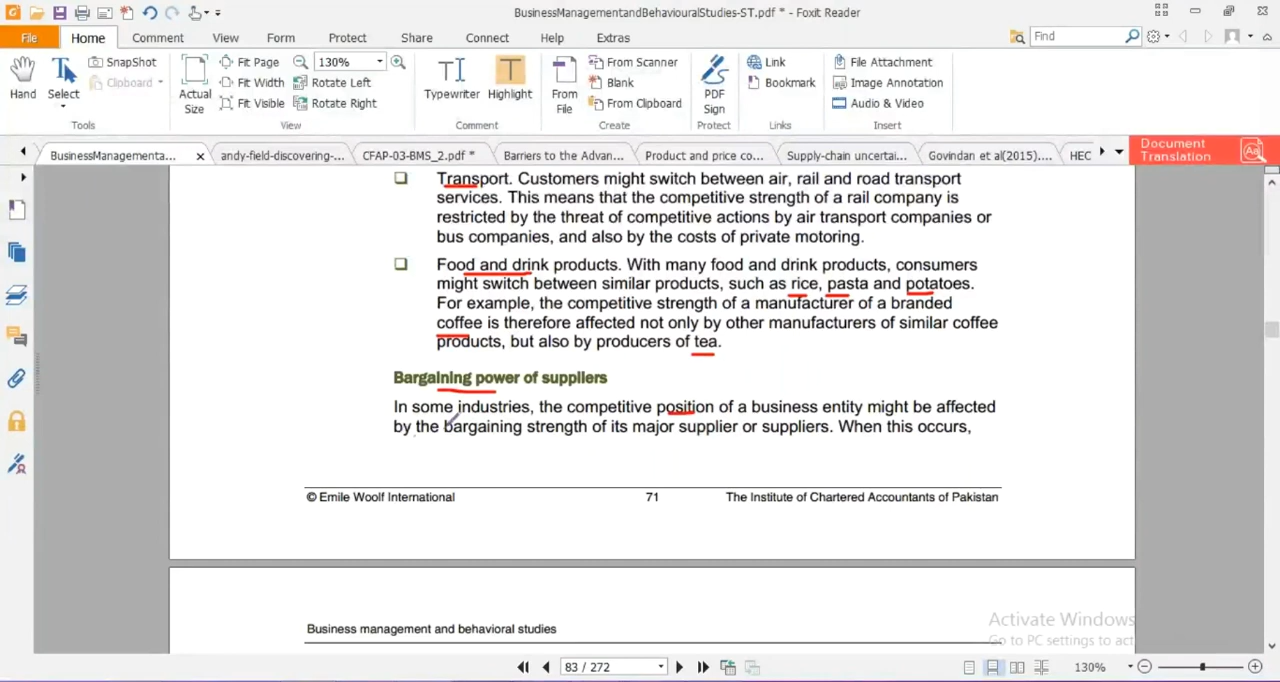 BusinessManagementandBehaviouralStudies-ST.pdf * - Foxit Reader
File Home Comment View Form Protect Share Connect Help Extras Find
Hand Select SnapShot Clipboard Actual Size Fit Page Fit Width Fit Visible 130% Rotate Left Rotate Right Typewriter Highlight From File From Scanner Blank From Clipboard PDF Sign Link Bookmark File Attachment Image Annotation Audio & Video
Tools View Comment Create Protect Links Insert
BusinessManagementa... andy-field-discovering-... CFAP-03-BMS_2.pdf * Barriers to the Advan... Product and price co... Supply-chain uncertai... Govindan et al(2015).... HEC
Document Translation
Transport. Customers might switch between air, rail and road transport
services. This means that the competitive strength of a rail company is
restricted by the threat of competitive actions by air transport companies or
bus companies, and also by the costs of private motoring.
Food and drink products. With many food and drink products, consumers
might switch between similar products, such as rice, pasta and potatoes.
For example, the competitive strength of a manufacturer of a branded
coffee is therefore affected not only by other manufacturers of similar coffee
products, but also by producers of tea.
Bargaining power of suppliers
In some industries, the competitive position of a business entity might be affected
by the bargaining strength of its major supplier or suppliers. When this occurs,
© Emile Woolf International 71 The Institute of Chartered Accountants of Pakistan
Business management and behavioral studies
Activate Windows
Go to PC settings to act
83 / 272 130%